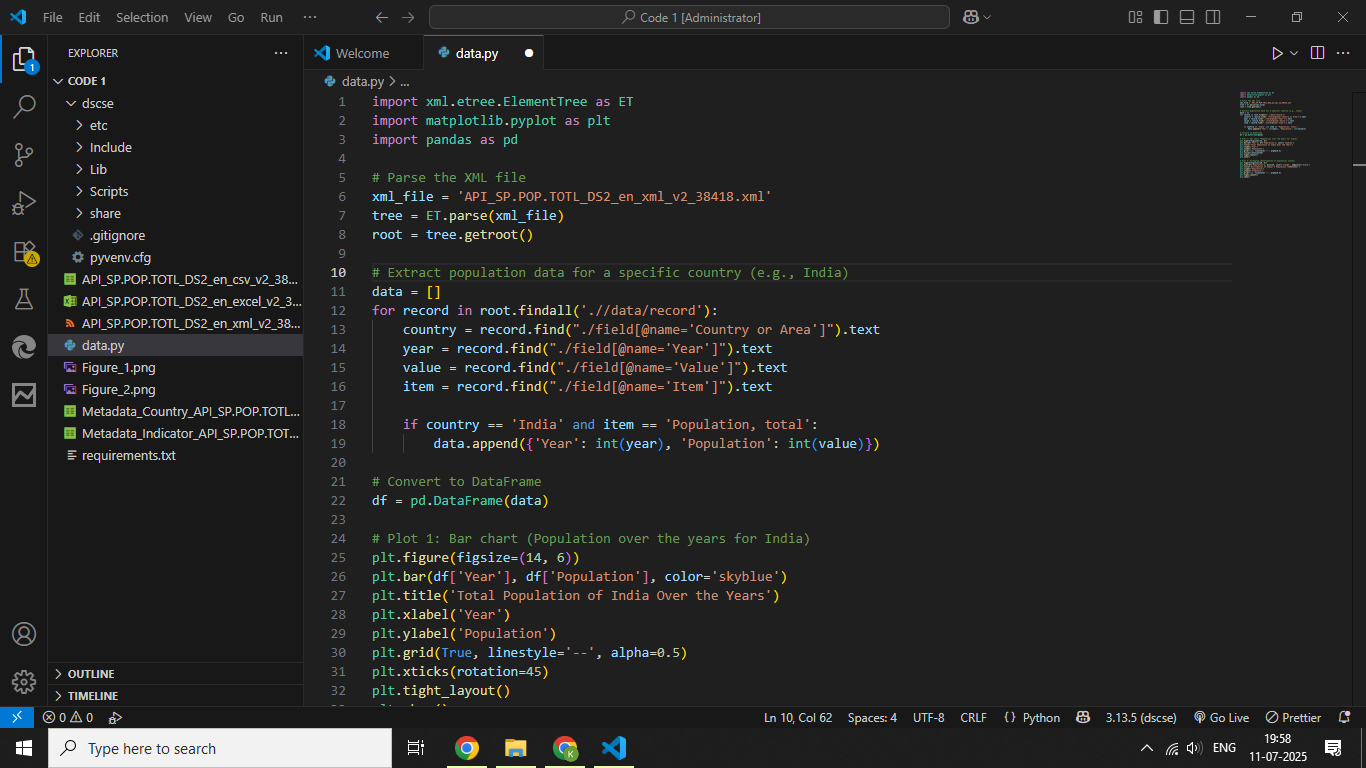 File Edit Selection View Go Run ··· Code 1 [Administrator]
EXPLORER ···
CODE 1
dscse
etc
Include
Lib
Scripts
share
.gitignore
pyvenv.cfg
API_SP.POP.TOTL_DS2_en_csv_v2_38...
API_SP.POP.TOTL_DS2_en_excel_v2_3...
API_SP.POP.TOTL_DS2_en_xml_v2_38...
data.py
Figure_1.png
Figure_2.png
Metadata_Country_API_SP.POP.TOTL...
Metadata_Indicator_API_SP.POP.TOT...
requirements.txt
OUTLINE
TIMELINE
1
Welcome data.py
data.py > ...
1 import xml.etree.ElementTree as ET
2 import matplotlib.pyplot as plt
3 import pandas as pd
4
5 # Parse the XML file
6 xml_file = 'API_SP.POP.TOTL_DS2_en_xml_v2_38418.xml'
7 tree = ET.parse(xml_file)
8 root = tree.getroot()
9
10 # Extract population data for a specific country (e.g., India)
11 data = []
12 for record in root.findall('.//data/record'):
13     country = record.find("./field[@name='Country or Area']").text
14     year = record.find("./field[@name='Year']").text
15     value = record.find("./field[@name='Value']").text
16     item = record.find("./field[@name='Item']").text
17
18     if country == 'India' and item == 'Population, total':
19         data.append({'Year': int(year), 'Population': int(value)})
20
21 # Convert to DataFrame
22 df = pd.DataFrame(data)
23
24 # Plot 1: Bar chart (Population over the years for India)
25 plt.figure(figsize=(14, 6))
26 plt.bar(df['Year'], df['Population'], color='skyblue')
27 plt.title('Total Population of India Over the Years')
28 plt.xlabel('Year')
29 plt.ylabel('Population')
30 plt.grid(True, linestyle='--', alpha=0.5)
31 plt.xticks(rotation=45)
32 plt.tight_layout()
0 0 Ln 10, Col 62 Spaces: 4 UTF-8 CRLF {} Python 3.13.5 (dscse) Go Live Prettier
Type here to search K ENG 19:58
11-07-2025